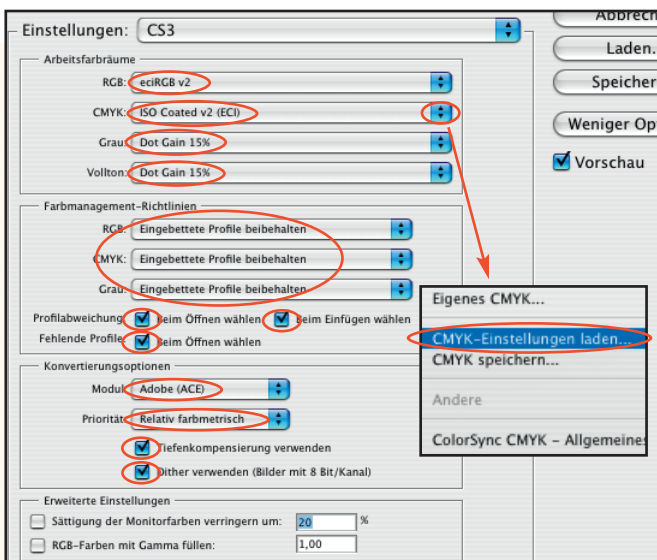 Einstellungen: CS3
Arbeitsfarbräume
RGB: eciRGB v2
CMYK: ISO Coated v2 (ECI)
Grau: Dot Gain 15%
Vollton: Dot Gain 15%
Farbmanagement-Richtlinien
RGB: Eingebettete Profile beibehalten
CMYK: Eingebettete Profile beibehalten
Grau: Eingebettete Profile beibehalten
Profilabweichung: Beim Öffnen wählen Beim Einfügen wählen
Fehlende Profile: Beim Öffnen wählen
Konvertierungsoptionen
Modul: Adobe (ACE)
Priorität: Relativ farbmetrisch
Tiefenkompensierung verwenden
Dither verwenden (Bilder mit 8 Bit/Kanal)
Erweiterte Einstellungen
Sättigung der Monitorfarben verringern um: 20 %
RGB-Farben mit Gamma füllen: 1,00
Abbrech
Laden.
Speicher
Weniger Op
Vorschau
Eigenes CMYK...
CMYK-Einstellungen laden...
CMYK speichern...
Andere
ColorSync CMYK - Allgemeines